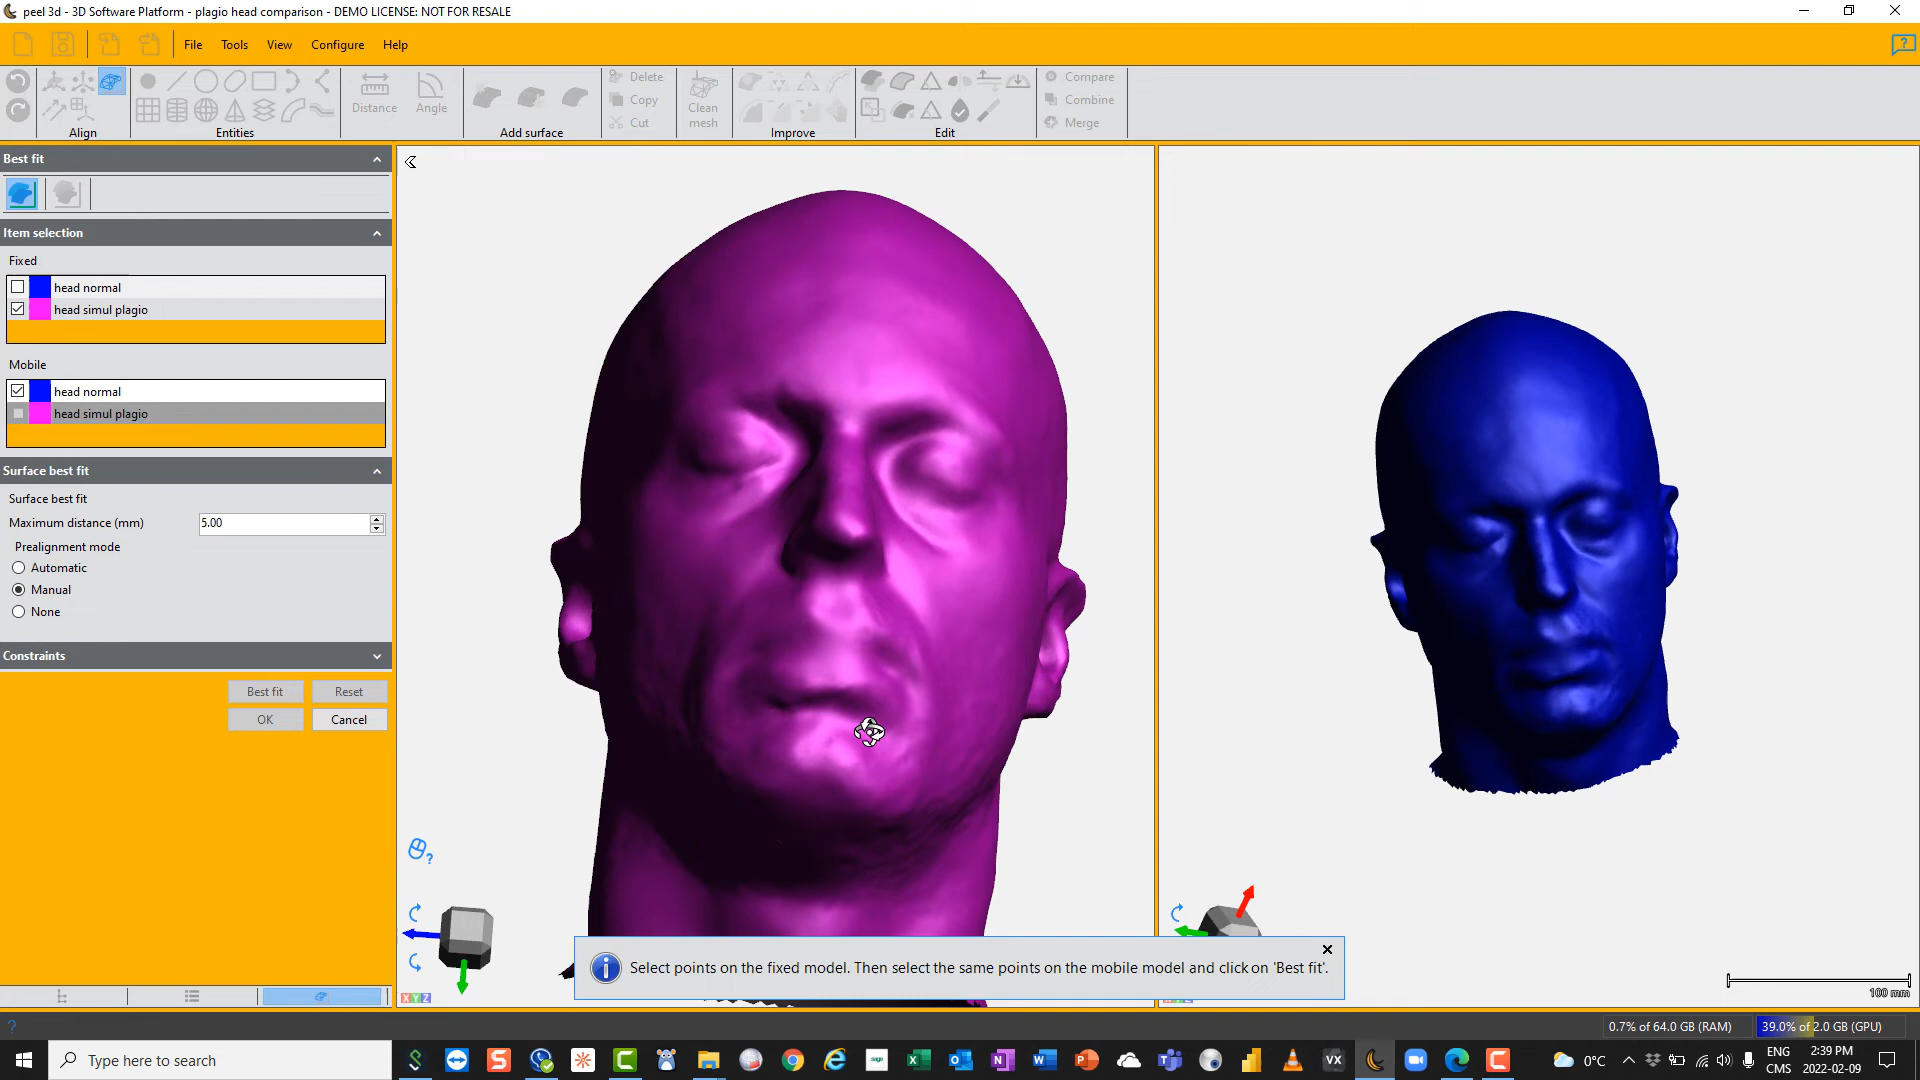 peel 3d - 3D Software Platform - plagio head comparison - DEMO LICENSE: NOT FOR RESALE
File Tools View Configure Help
Align
Entities
Distance
Angle
Add surface
Delete
Copy
Cut
Clean
mesh
Improve
Edit
Compare
Combine
Merge
Best fit
Item selection
Fixed
head normal
head simul plagio
Mobile
head normal
head simul plagio
Surface best fit
Surface best fit
Maximum distance (mm) 5.00
Prealignment mode
Automatic
Manual
None
Constraints
Best fit Reset
OK Cancel
Select points on the fixed model. Then select the same points on the mobile model and click on 'Best fit'.
XYZ
100 mm
0.7% of 64.0 GB (RAM)
39.0% of 2.0 GB (GPU)
Type here to search
sage
VX
0°C
ENG
CMS
2:39 PM
2022-02-09